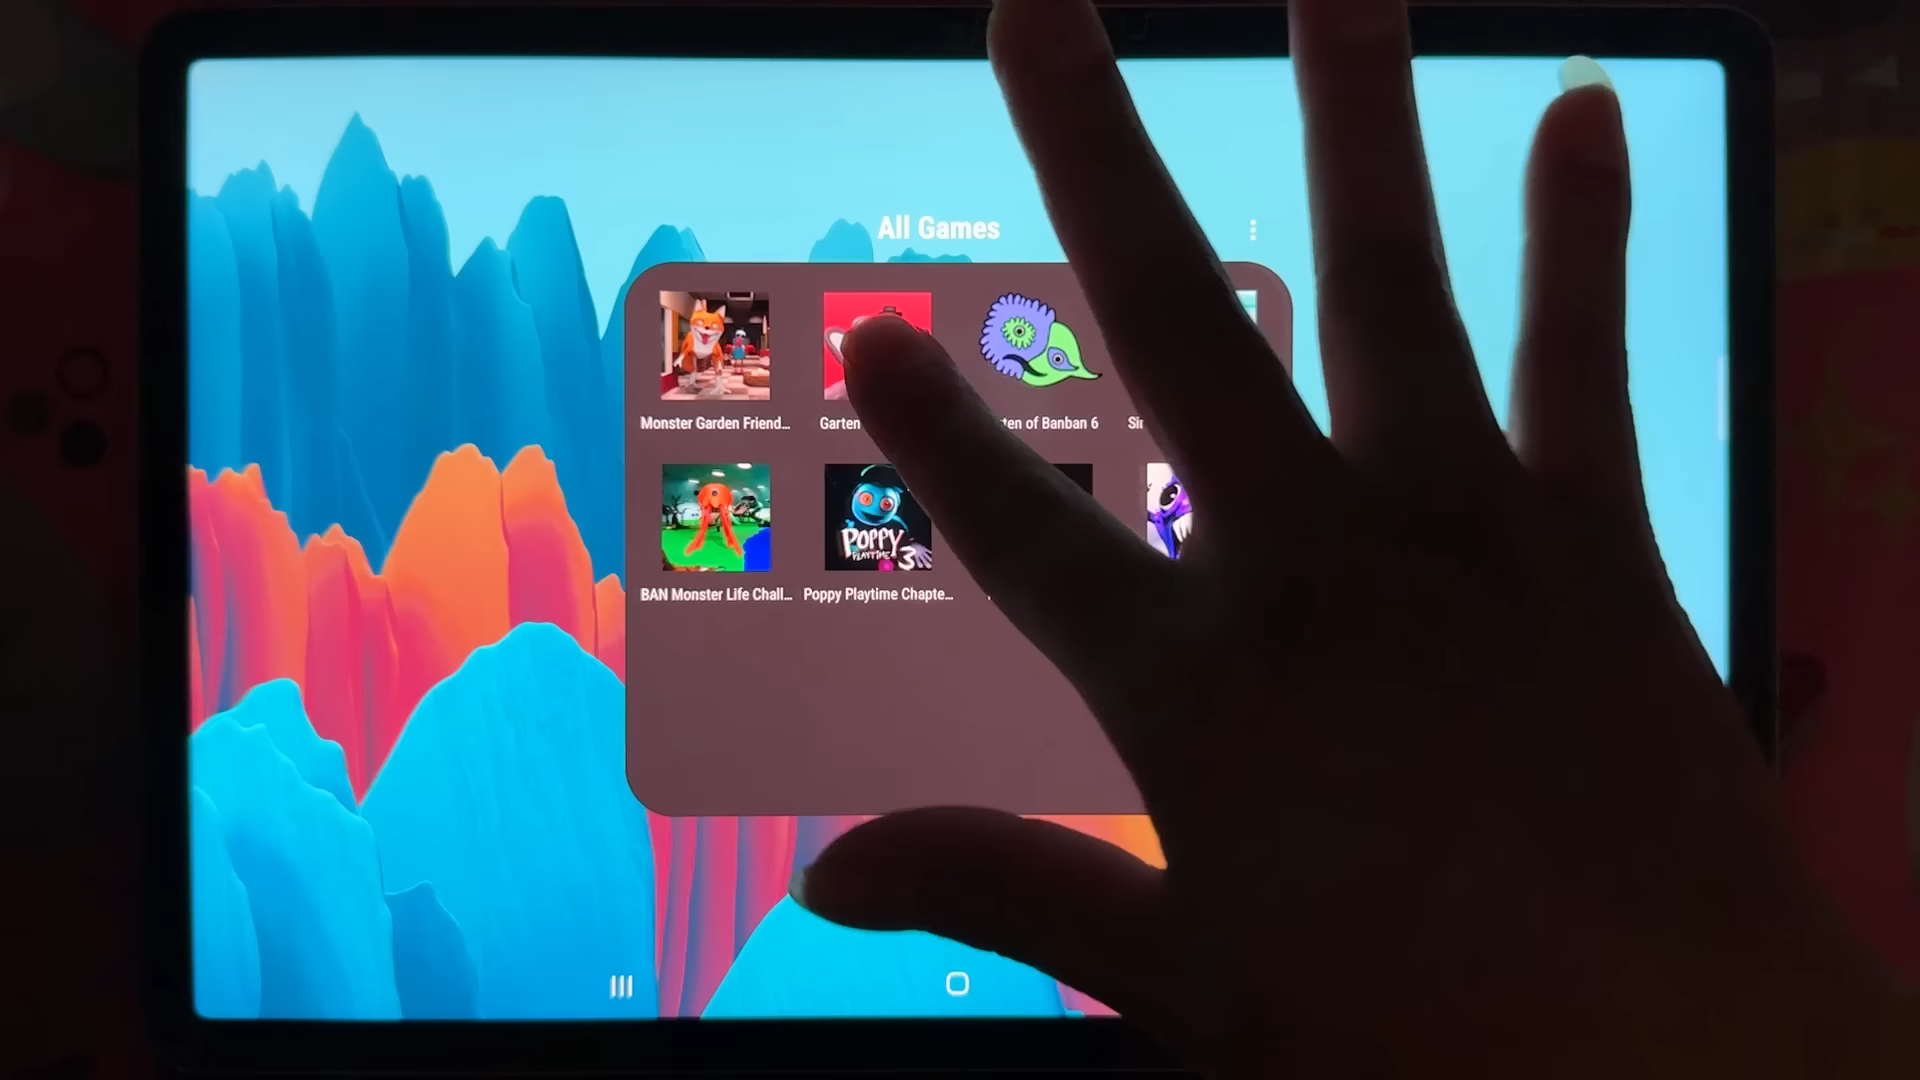 All Games
Monster Garden Friend...
Garten
ten of Banban 6
Sir
POPPY
PLAYTIME
3
BAN Monster Life Chall...
Poppy Playtime Chapte...